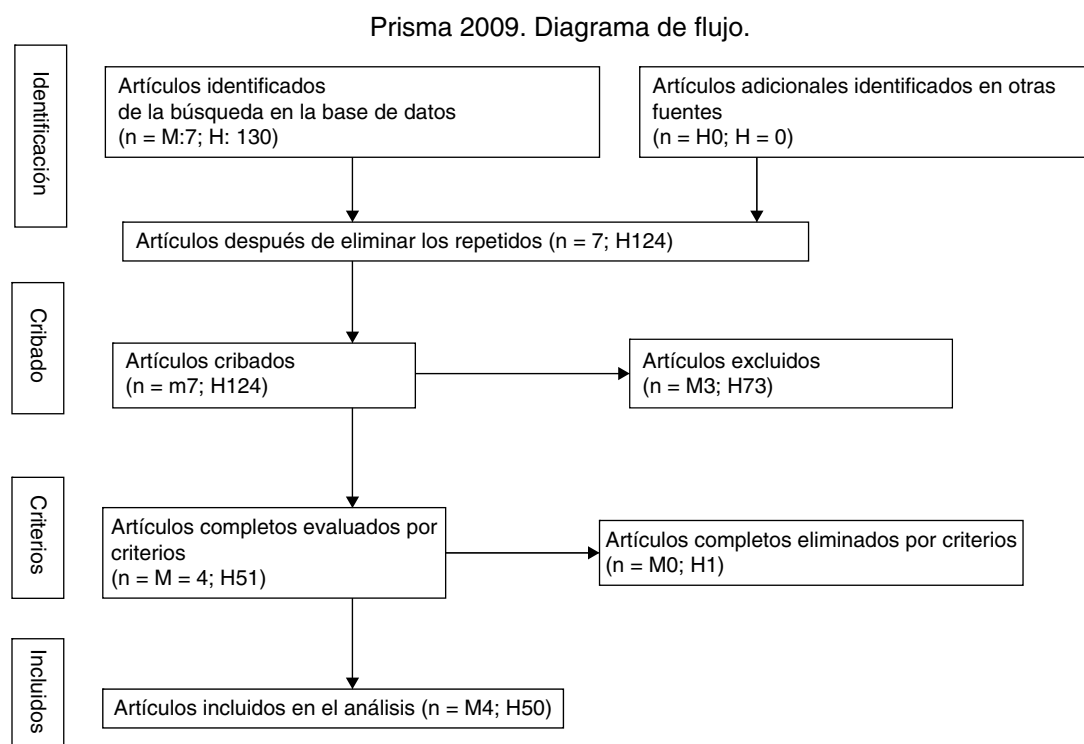 Prisma 2009. Diagrama de flujo.
Identificación
Artículos identificados
de la búsqueda en la base de datos
(n = M:7; H: 130)
Artículos adicionales identificados en otras
fuentes
(n = H0; H = 0)
Artículos después de eliminar los repetidos (n = 7; H124)
Cribado
Artículos cribados
(n = m7; H124)
Artículos excluidos
(n = M3; H73)
Criterios
Artículos completos evaluados por
criterios
(n = M = 4; H51)
Artículos completos eliminados por criterios
(n = M0; H1)
Incluidos
Artículos incluidos en el análisis (n = M4; H50)